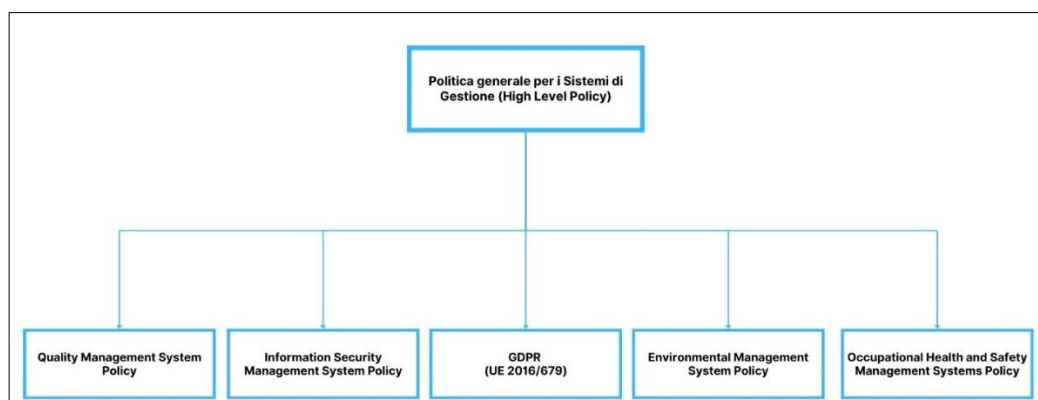 Politica generale per i Sistemi di
Gestione (High Level Policy)
Quality Management System
Policy
Information Security
Management System Policy
GDPR
(UE 2016/679)
Environmental Management
System Policy
Occupational Health and Safety
Management Systems Policy